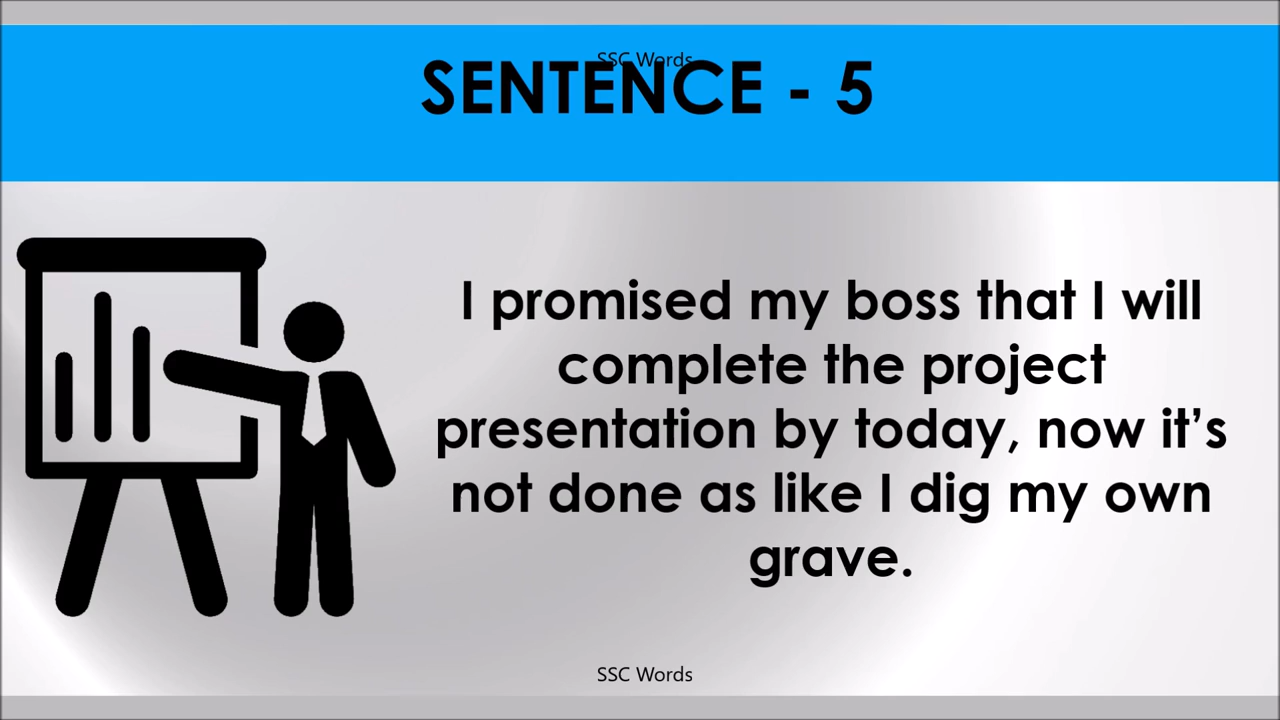 SSC Words
SENTENCE - 5
I promised my boss that I will
complete the project
presentation by today, now it's
not done as like I dig my own
grave.
SSC Words